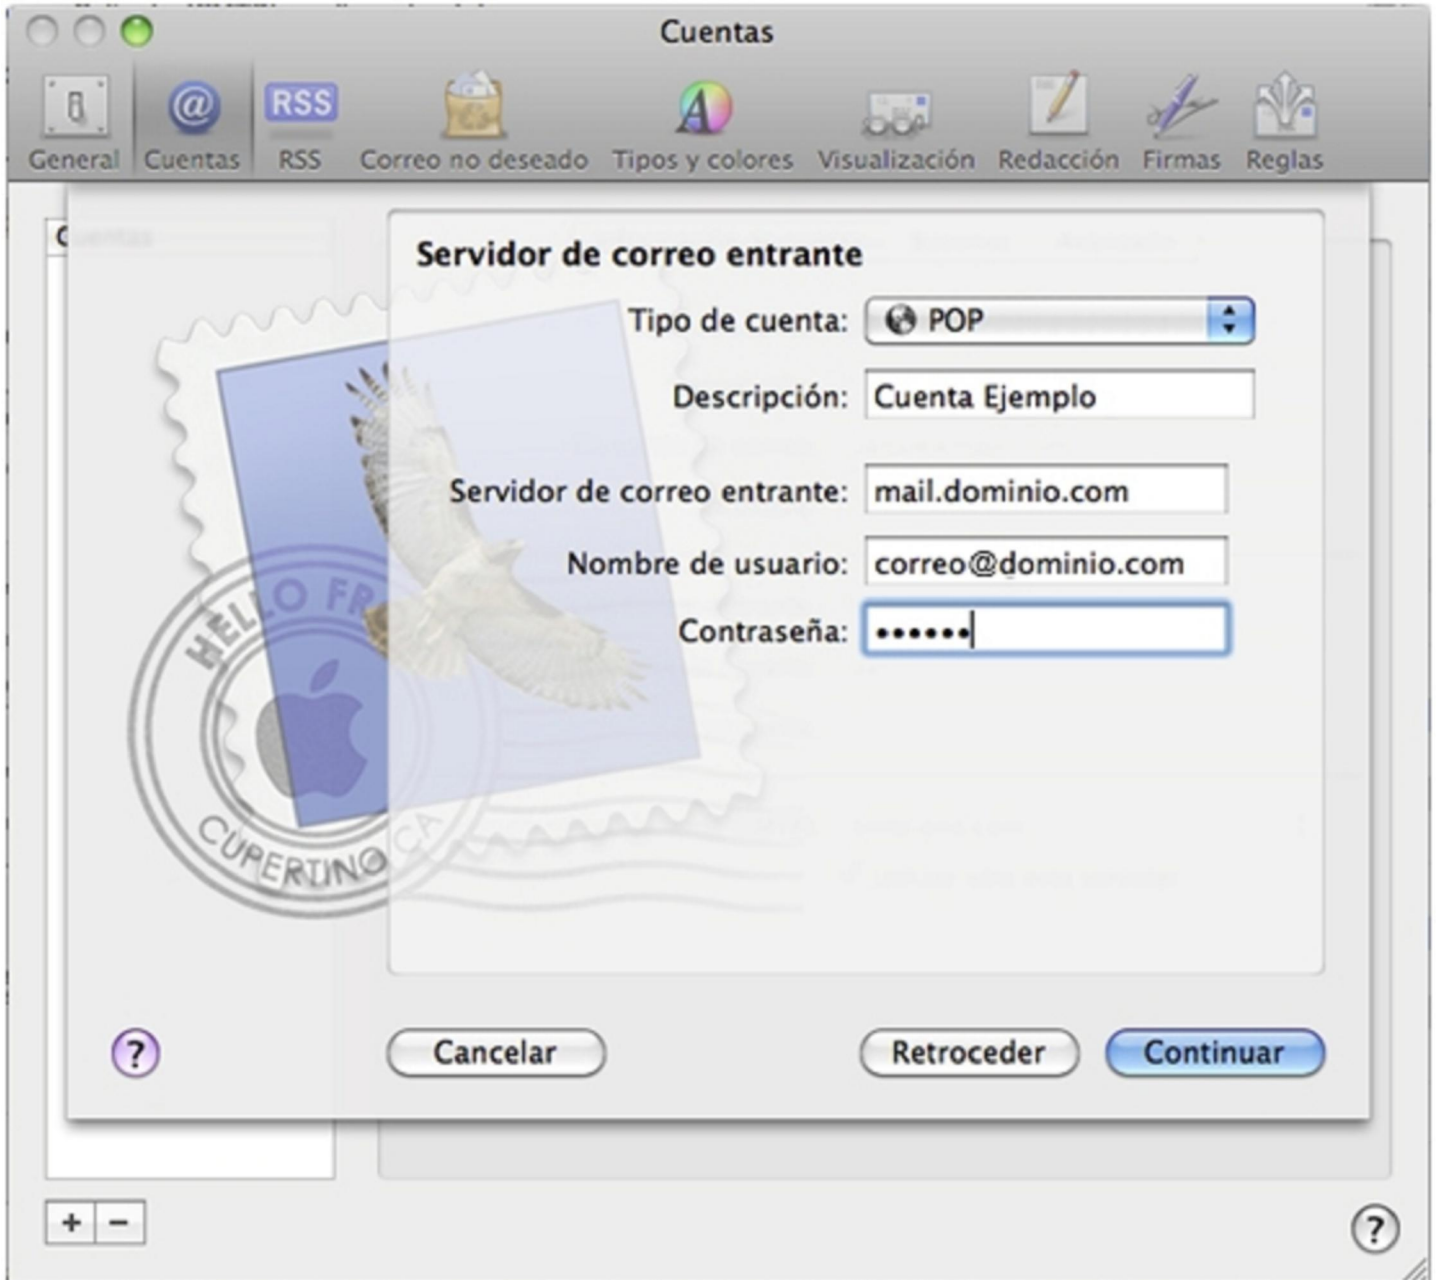 Cuentas
General
Cuentas
RSS
RSS
Correo no deseado
Tipos y colores
Visualización
Redacción
Firmas
Reglas
Servidor de correo entrante
Tipo de cuenta: POP
Descripción: Cuenta Ejemplo
Servidor de correo entrante: mail.dominio.com
Nombre de usuario: correo@dominio.com
Contraseña: ••••••
HELLO FR
CUPERTINO CA
? Cancelar Retroceder Continuar
+ − ?